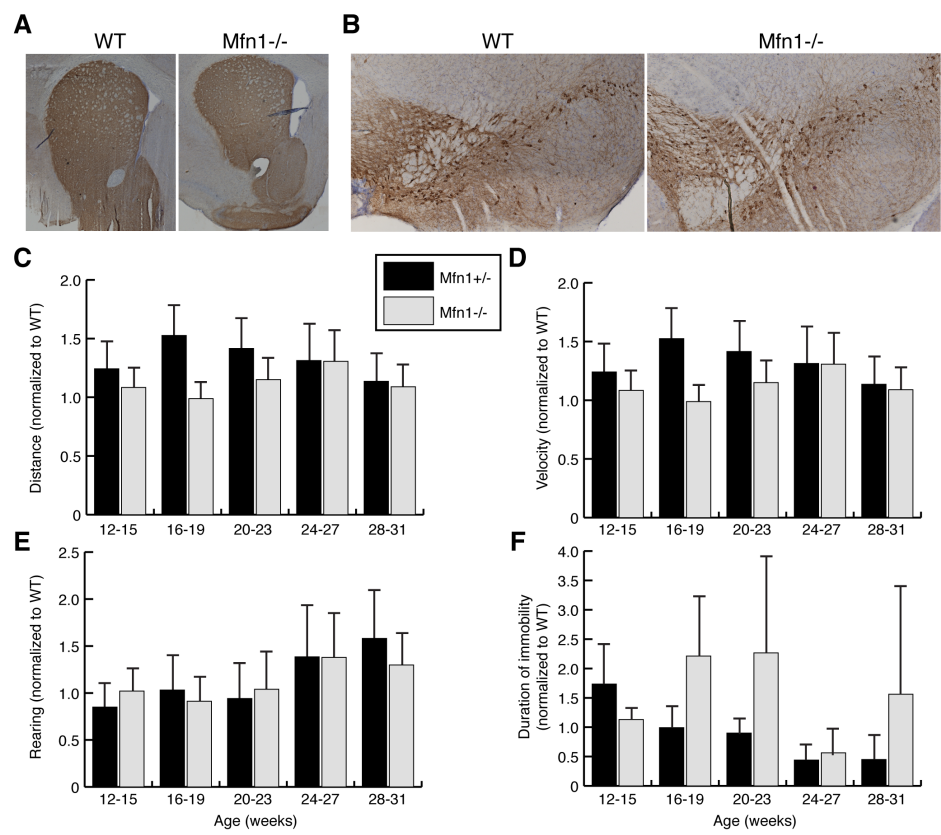 A
WT
Mfn1-/-
B
WT
Mfn1-/-
C
Distance (normalized to WT)
2.0
1.5
1.0
0.5
0
12-15
16-19
20-23
24-27
28-31
Mfn1+/-
Mfn1-/-
D
Velocity (normalized to WT)
2.0
1.5
1.0
0.5
0
12-15
16-19
20-23
24-27
28-31
E
Rearing (normalized to WT)
2.5
2.0
1.5
1.0
0.5
0
12-15
16-19
20-23
24-27
28-31
Age (weeks)
F
Duration of immobility
(normalized to WT)
4.0
3.5
3.0
2.5
2.0
1.5
1.0
0.5
0
12-15
16-19
20-23
24-27
28-31
Age (weeks)